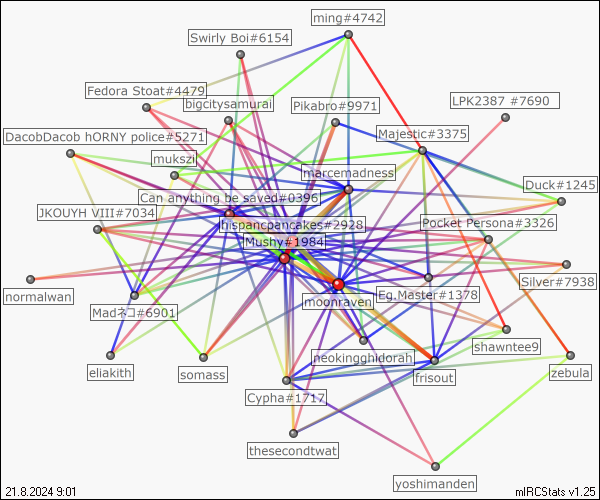 ming#4742
Swirly Boi#6154
Fedora Stoat#4479
bigcitysamurai
Pikabro#9971
LPK2387 #7690
DacobDacob hORNY police#5271
Majestic#3375
mukszil
marcemadness
Can anything be saved#0396
Duck#1245
JKOUYH VIII#7034
hispancpencakes#2928
Pocket Persona#3326
Mushy#1984
normalwan
Madネコ#6901
moonraven
Eg.Master#1378
Silver#7938
eliakith
somass
neokingghidorah
shawntee9
frisout
zebula
Cypha#1717
thesecondtwat
yoshimanden
21.8.2024 9:01
mIRCStats v1.25